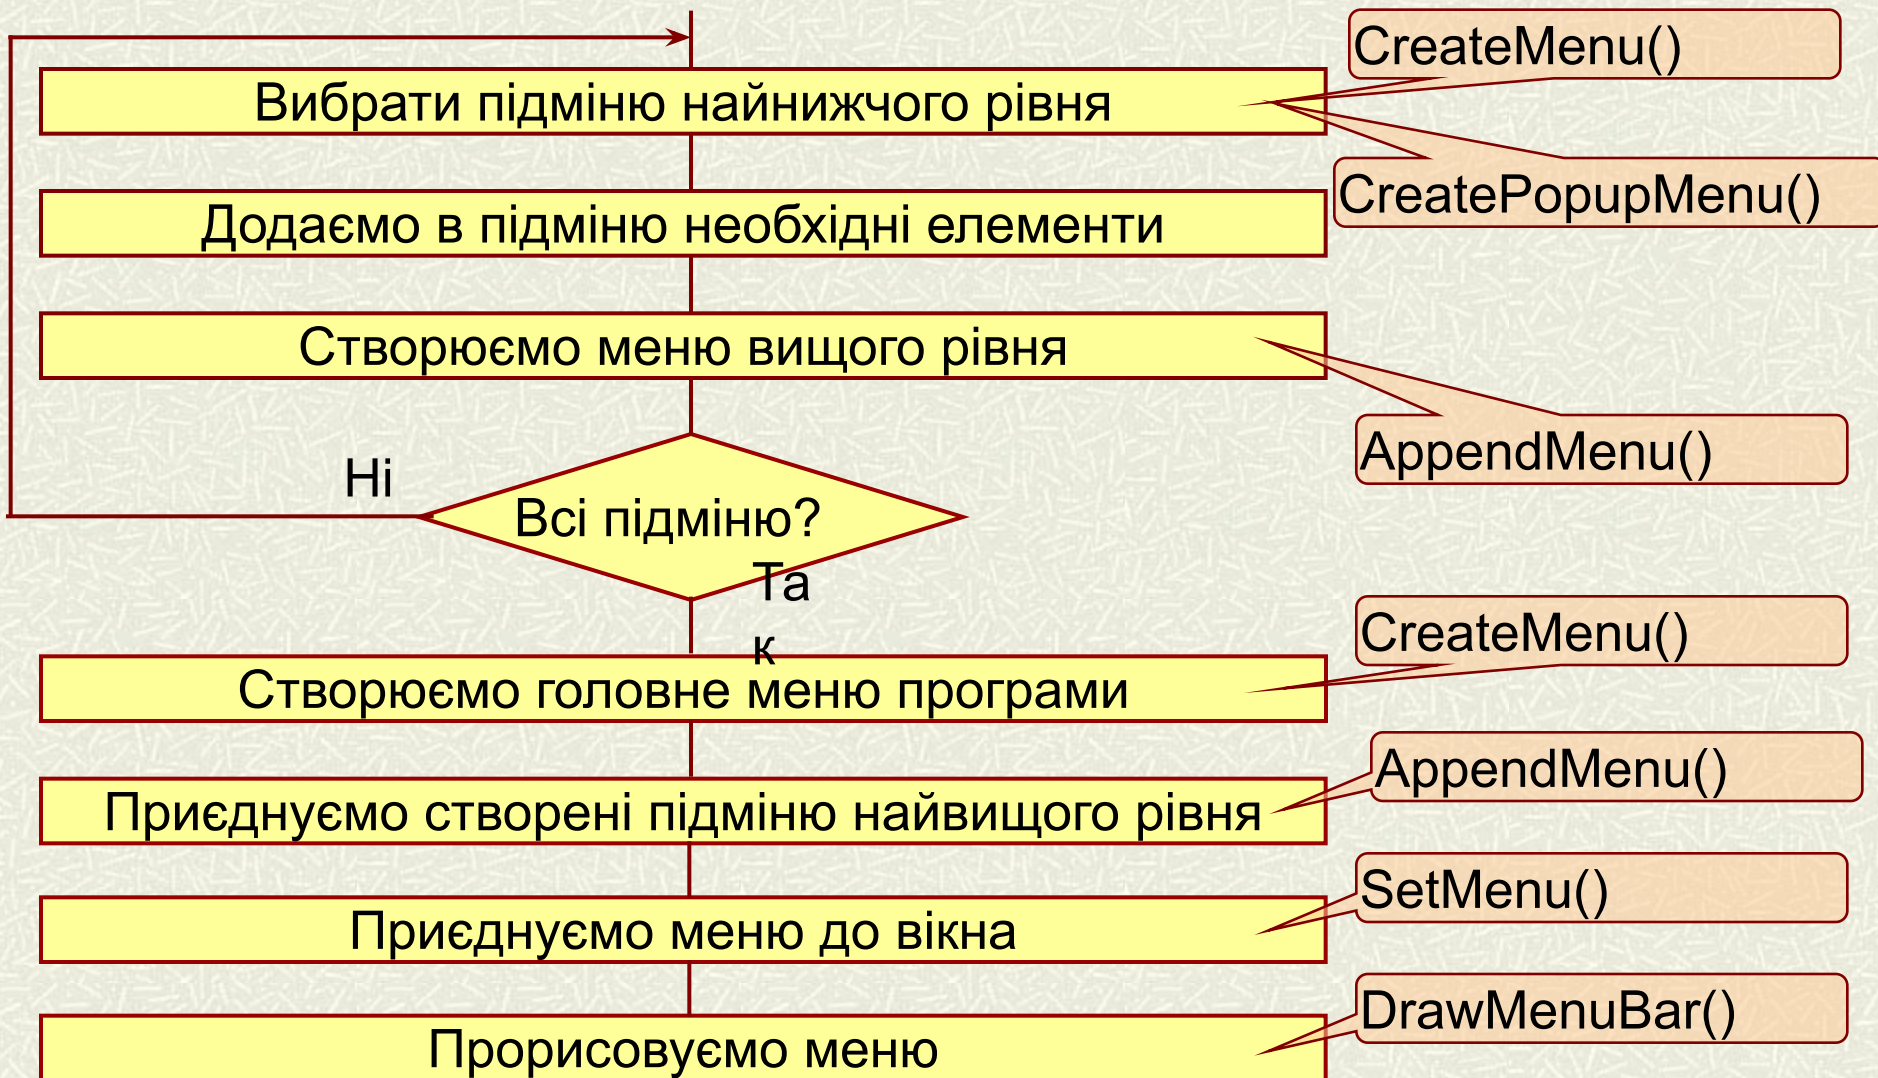 CreateMenu()
Вибрати підміню найнижчого рівня
CreatePopupMenu()
Додаємо в підміню необхідні елементи
Створюємо меню вищого рівня
AppendMenu()
Ні
Всі підміню?
Та
к
CreateMenu()
Створюємо головне меню програми
AppendMenu()
Приєднуємо створені підміню найвищого рівня
SetMenu()
Приєднуємо меню до вікна
DrawMenuBar()
Прорисовуємо меню